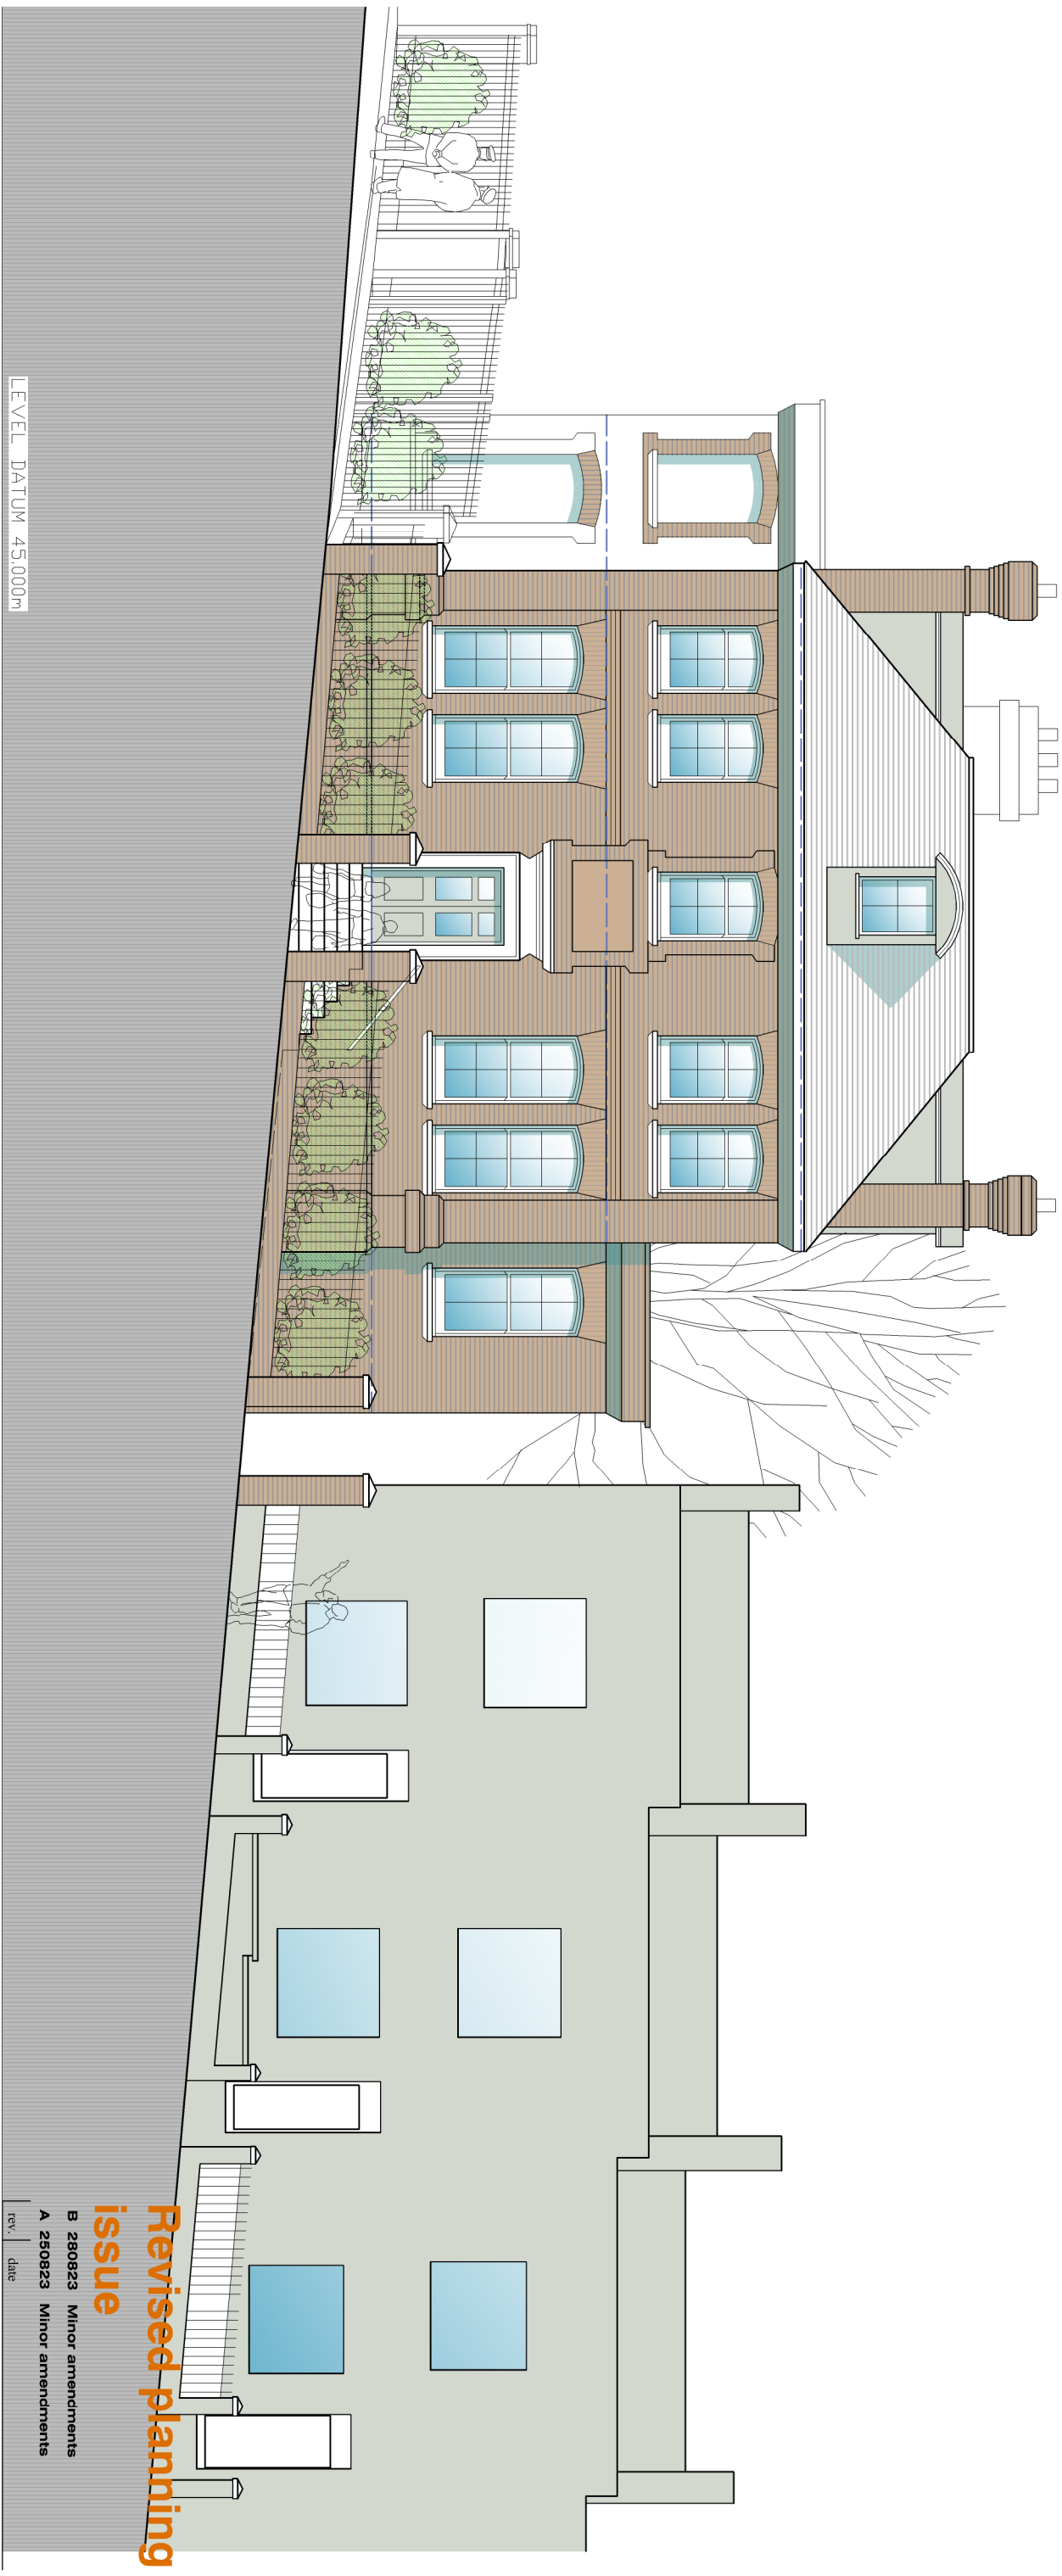 LEVEL DATUM 45.000m
Revised planning
issue
B 280823 Minor amendments
A 250823 Minor amendments
rev. date